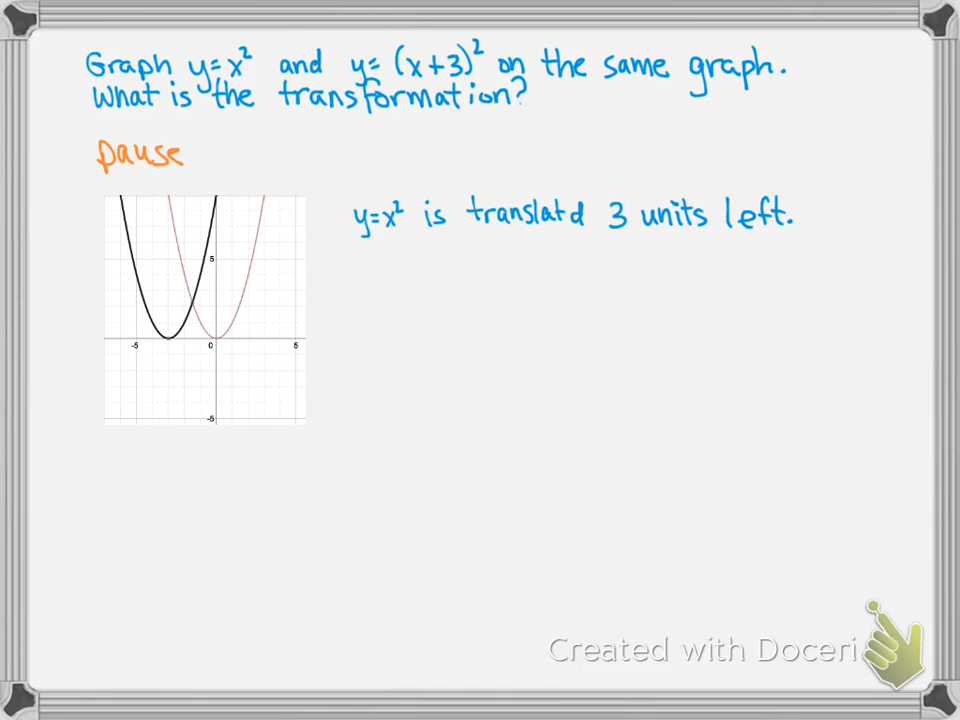 Graph y=x² and y=(x+3)² on the same graph.
What is the transformation?
pause
y=x² is translatd 3 units left.
5
-5
0
5
-5
Created with Doceri